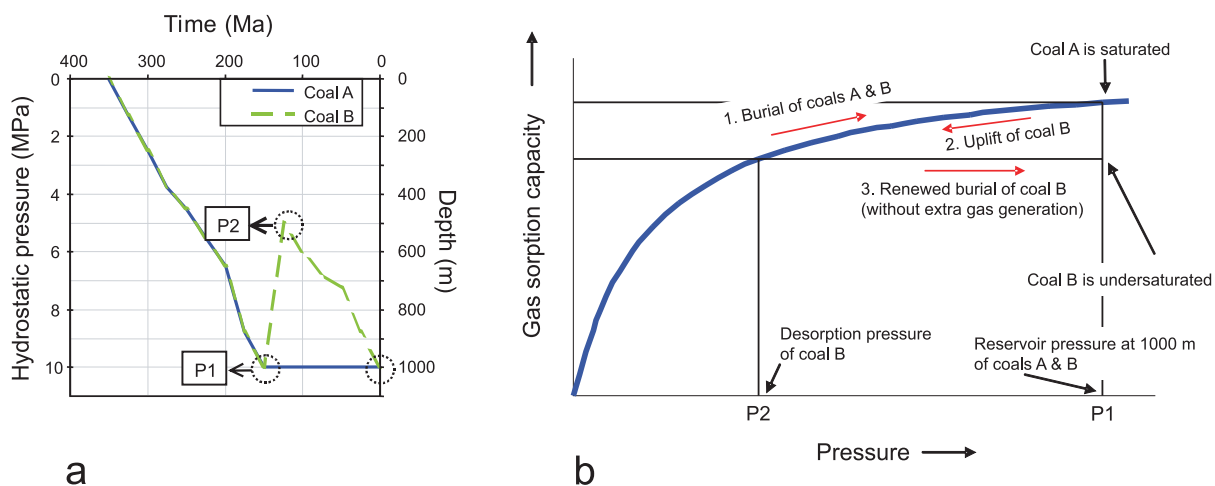 Time (Ma)
400 300 200 100 0
Hydrostatic pressure (MPa)
0
2
4
6
8
10
Coal A
Coal B
P2
P1
0
200
400
600
800
1000
Depth (m)
a
Gas sorption capacity
Coal A is saturated
1. Burial of coals A & B
2. Uplift of coal B
3. Renewed burial of coal B
(without extra gas generation)
Coal B is undersaturated
Desorption pressure
of coal B
Reservoir pressure at 1000 m
of coals A & B
P2
P1
Pressure
b